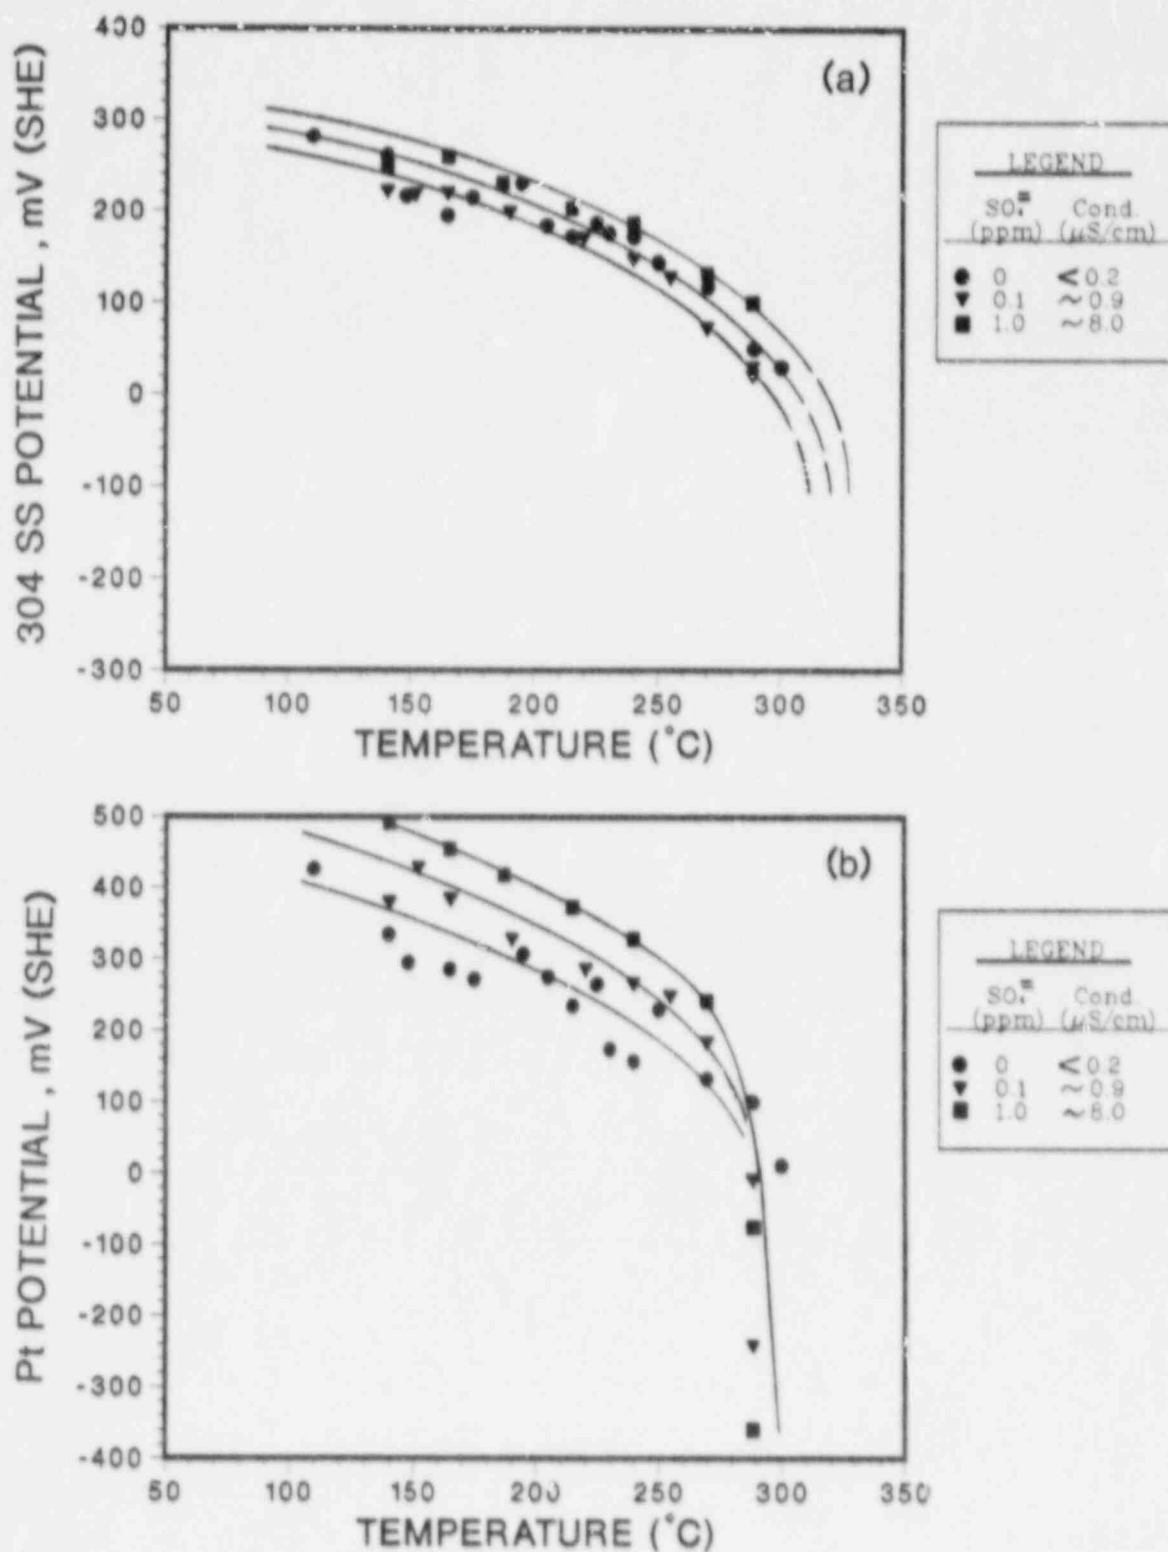 (a)
304 SS POTENTIAL , mV (SHE)
400
300
200
100
0
-100
-200
-300
50 100 150 200 250 300 350
TEMPERATURE (°C)
LEGEND
SO₄⁼ Cond.
(ppm) (μS/cm)
● 0 <0.2
▼ 0.1 ~0.9
■ 1.0 ~8.0
(b)
Pt POTENTIAL , mV (SHE)
500
400
300
200
100
0
-100
-200
-300
-400
50 100 150 200 250 300 350
TEMPERATURE (°C)
LEGEND
SO₄⁼ Cond.
(ppm) (μS/cm)
● 0 <0.2
▼ 0.1 ~0.9
■ 1.0 ~8.0